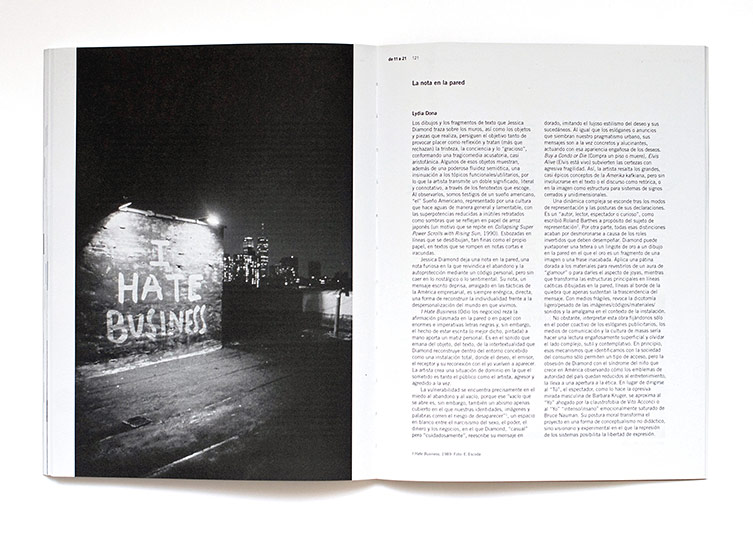 I
HATE
BUSINESS
de 11 a 21 121
La nota en la pared
Lydia Dona
Los dibujos y los fragmentos de texto que Jessica
Diamond traza sobre los muros, así como los objetos
y piezas que realiza, persiguen el objetivo tanto de
provocar placer como reflexión y tratan (más que
rechazan) la tristeza, la conciencia y lo "gracioso",
conformando una tragicomedia acusatoria, casi
aristofánica. Algunos de esos objetos muestran,
además de una poderosa fluidez semiótica, una
insinuación a los tópicos funcionales/utilitarios, por
lo que la artista transmite un doble significado, literal
y connotativo, a través de los fenotextos que escoge.
Al observarlos, somos testigos de un sueño americano,
"el" Sueño Americano, representado por una cultura
que hace aguas de manera general y lamentable, con
las superpotencias reducidas a inútiles retratados
como sombras que se reflejan en papel de arroz
japonés (un motivo que se repite en Collapsing Super
Power Scrolls with Rising Sun, 1990). Esbozadas en
líneas que se desdibujan, tan finas como el propio
papel, en textos que se rompen en notas cortas e
iracundas.
Jessica Diamond deja una nota en la pared, una
nota furiosa en la que reivindica el abandono y la
autoprotección mediante un código personal, pero sin
caer en lo codificado o lo sentimental. Su nota, un
mensaje escrito deprisa, amalgado en las tácticas de
la América empresarial, es siempre enérgica, directa,
una forma de reconstruir la individualidad frente a la
despersonalización del mundo en que vivimos.
I Hate Business (Odio los negocios) reza la
afirmación plasmada en la pared o en papel con
enormes e imperativas letras negras y, sin embargo,
el hecho de estar escrita (o mejor dicho, pintada) a
mano aporta un matiz personal. Es en el sonido que
emana del objeto, del texto, de la intertextualidad que
Diamond reconstruye dentro del entorno concebido
como una instalación total, donde el deseo, el emisor,
el receptor y su reconexión con el yo vuelven a aparecer.
La artista crea una situación de dominio en la que el
sometido es tanto el público como el artista, agresor y
agredido a la vez.
La vulnerabilidad se encuentra precisamente en el
miedo al abandono y al vacío, porque ese "vacío que
se abre es, sin embargo, también un abismo apenas
cubierto en el que nuestras identidades, imágenes y
palabras corren el riesgo de desaparecer"¹, un espacio
en blanco entre el narcisismo del sexo, el poder, el
dinero y los negocios, en el que Diamond, "casual"
pero "cuidadosamente", reescribe su mensaje en
dorado, imitando el lujoso estilismo del deseo y sus
sucedáneos. Al igual que los eslóganes o anuncios
que siembran nuestro pragmatismo urbano, sus
mensajes son a la vez concretos y alucinantes,
actuando con esa apariencia engañosa de los deseos.
Buy a Condo or Die (Compra un piso o muere), Elvis
Alive (Elvis está vivo) subvierten las certezas con
agresiva fragilidad. Así, la artista resalta los grandes,
casi épicos conceptos de la Amerika kafkiana, pero sin
involucrarse en el texto o el discurso como retórica, o
en la imagen como estructura para sistemas de signos
cerrados y unidimensionales.
Una dinámica compleja se esconde tras los modos
de representación y las posturas de sus declaraciones.
Es un "autor, lector, espectador o curioso", como
escribió Roland Barthes a propósito del sujeto de
representación². Por otra parte, todas esas distinciones
acaban por desmoronarse a causa de los roles
invertidos que deben desempeñar. Diamond puede
yuxtaponer una tetera o un lingote de oro a un dibujo
en la pared en el que el oro es un fragmento de una
imagen o una frase inacabada. Aplica una pátina
dorada a los materiales para revestirlos de un aura de
"glamour" o para darles el aspecto de joyas, mientras
que transforma las estructuras principales en líneas
caóticas dibujadas en la pared, líneas al borde de la
quiebra que apenas sustentan la trascendencia del
mensaje. Con medios frágiles, revoca la dicotomía
ligero/pesado de las imágenes/códigos/materiales/
sonidos y la amalgama en el contexto de la instalación.
No obstante, interpretar esta obra fijándonos sólo
en el poder coactivo de los eslóganes publicitarios, los
medios de comunicación y la cultura de masas sería
hacer una lectura engañosamente superficial y olvidar
el lado complejo, sutil y contemplativo. En principio,
esos mecanismos que identificamos con la sociedad
del consumo sólo permiten un tipo de acceso, pero la
obsesión de Diamond con el síndrome del niño que
crece en América observando cómo los emblemas de
autoridad del país quedan reducidos al entretenimiento,
la lleva a una apertura a la ética. En lugar de dirigirse
al "Tú", el espectador, como lo hace la opresiva
mirada masculina de Barbara Kruger, se aproxima al
"Yo" ahogado por la claustrofobia de Vito Acconci o
al "Yo" "intensolinsano" emocionalmente saturado de
Bruce Nauman. Su postura moral transforma el
proyecto en una forma de conceptualismo no didáctico,
sino visionario y experimental en el que la represión
de los sistemas posibilita la libertad de expresión.
I Hate Business, 1989. Foto: E. Escode